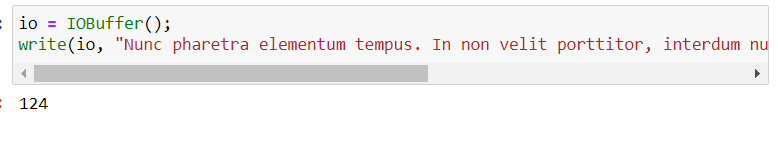 io = IOBuffer();
write(io, "Nunc pharetra elementum tempus. In non velit porttitor, interdum nu
124